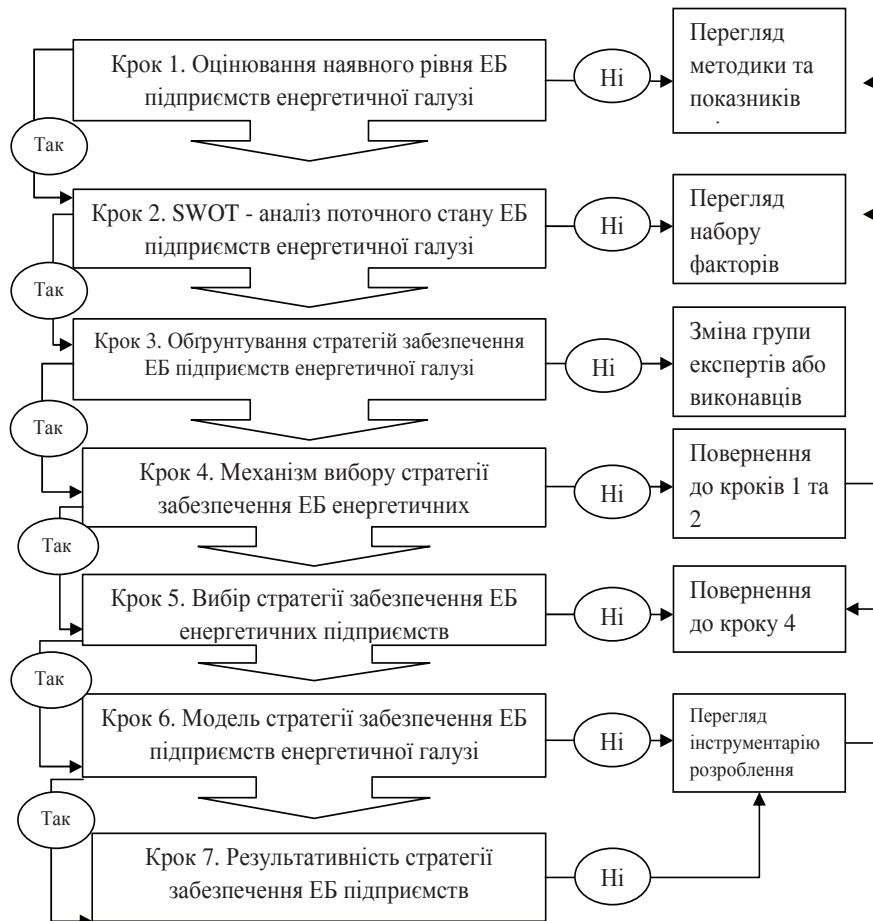 Крок 1. Оцінювання наявного рівня ЕБ
підприємств енергетичної галузі
Ні
Перегляд
методики та
показників
Так
Крок 2. SWOT - аналіз поточного стану ЕБ
підприємств енергетичної галузі
Ні
Перегляд
набору
факторів
Так
Крок 3. Обґрунтування стратегій забезпечення
ЕБ підприємств енергетичної галузі
Ні
Зміна групи
експертів або
виконавців
Так
Крок 4. Механізм вибору стратегії
забезпечення ЕБ енергетичних
Ні
Повернення
до кроків 1 та
2
Так
Крок 5. Вибір стратегії забезпечення ЕБ
енергетичних підприємств
Ні
Повернення
до кроку 4
Так
Крок 6. Модель стратегії забезпечення ЕБ
підприємств енергетичної галузі
Ні
Перегляд
інструментарію
розроблення
Так
Крок 7. Результативність стратегії
забезпечення ЕБ підприємств
Ні